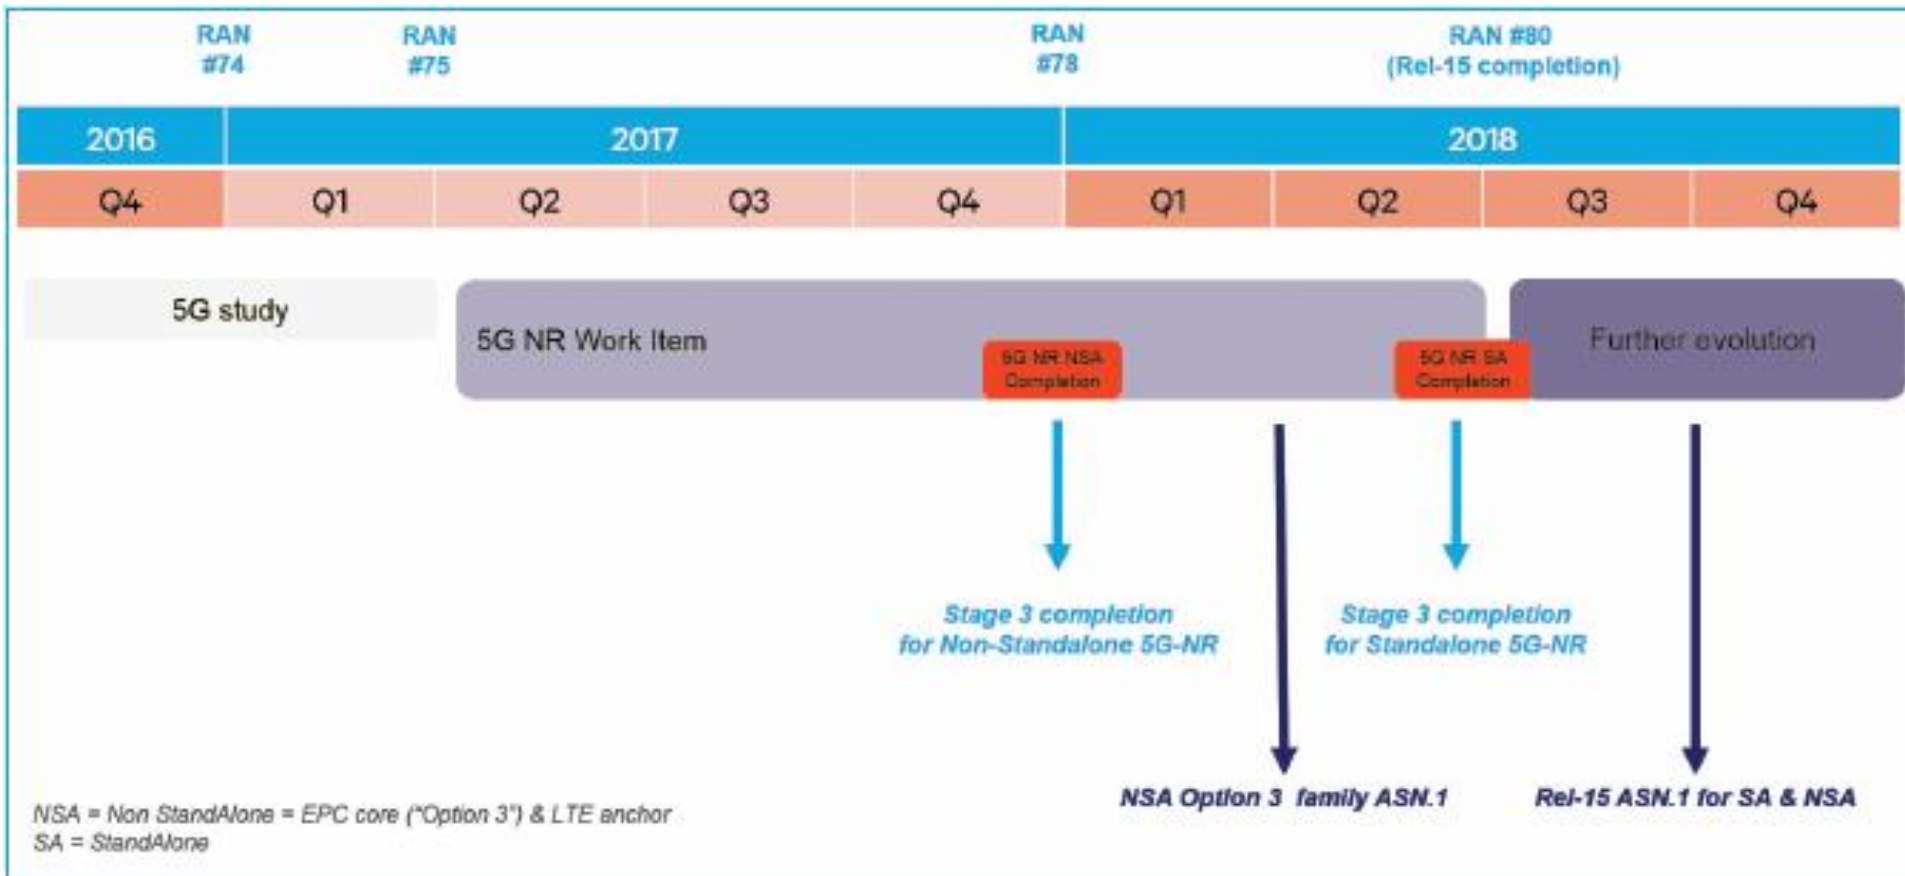 RAN
#74
RAN
#75
RAN
#78
RAN #80
(Rel-15 completion)
2016
2017
2018
Q4
Q1
Q2
Q3
Q4
Q1
Q2
Q3
Q4
5G study
5G NR Work Item
5G NR NSA
Completion
5G NR SA
Completion
Further evolution
Stage 3 completion
for Non-Standalone 5G-NR
Stage 3 completion
for Standalone 5G-NR
NSA Option 3 family ASN.1
Rel-15 ASN.1 for SA & NSA
NSA = Non StandAlone = EPC core ("Option 3") & LTE anchor
SA = StandAlone